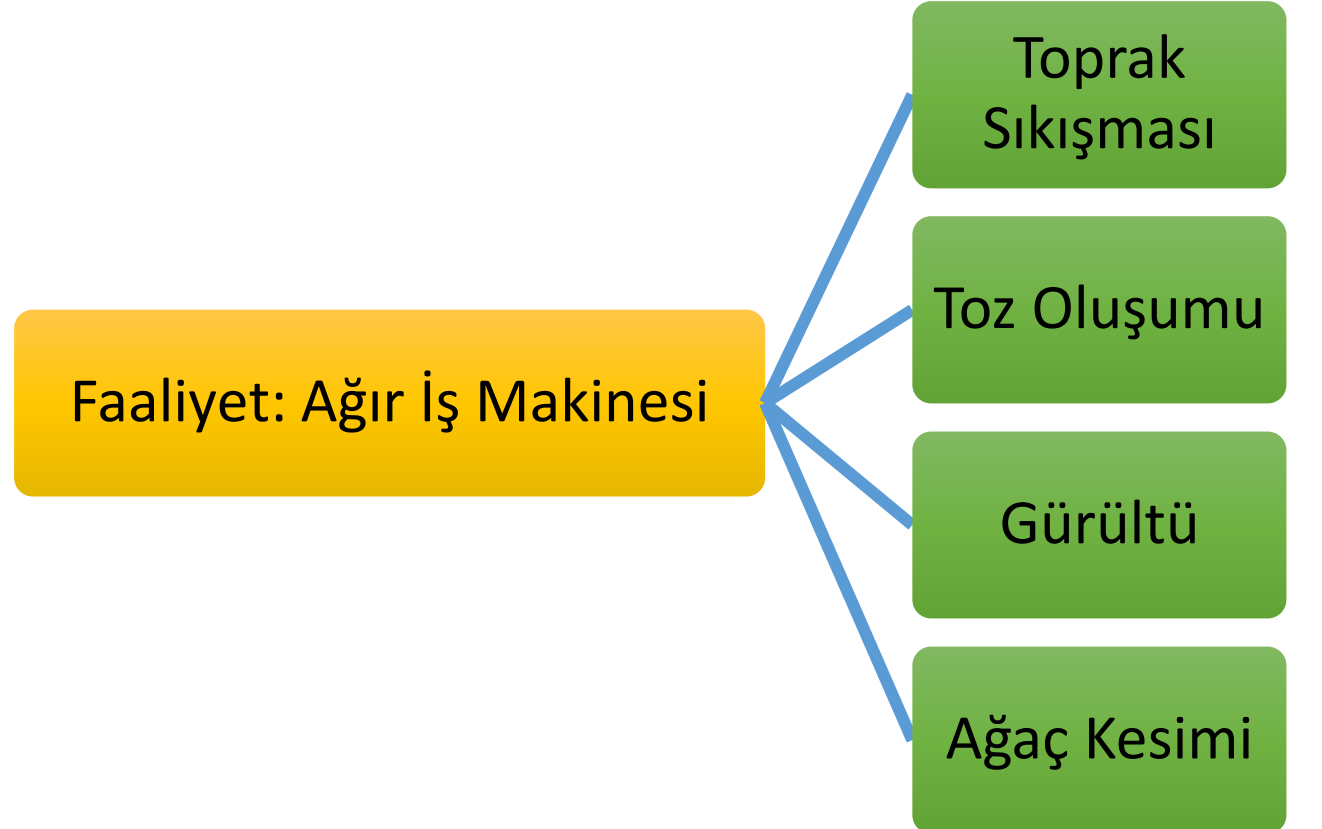 Faaliyet: Ağır İş Makinesi
Toprak
Sıkışması
Toz Oluşumu
Gürültü
Ağaç Kesimi